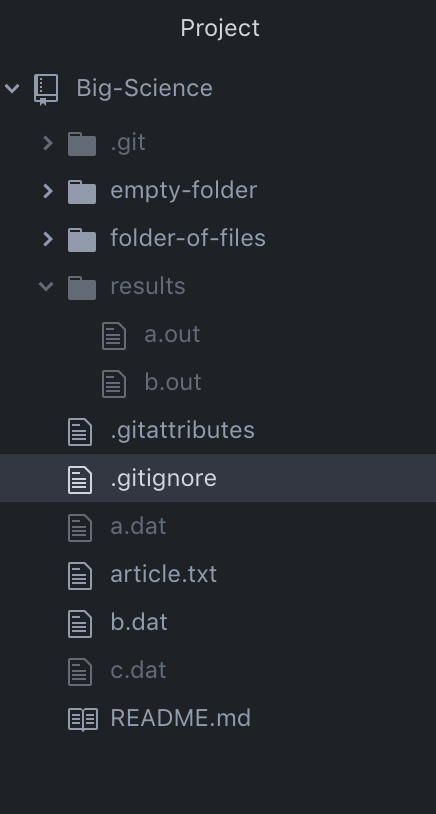 Project
Big-Science
.git
empty-folder
folder-of-files
results
a.out
b.out
.gitattributes
.gitignore
a.dat
article.txt
b.dat
c.dat
README.md